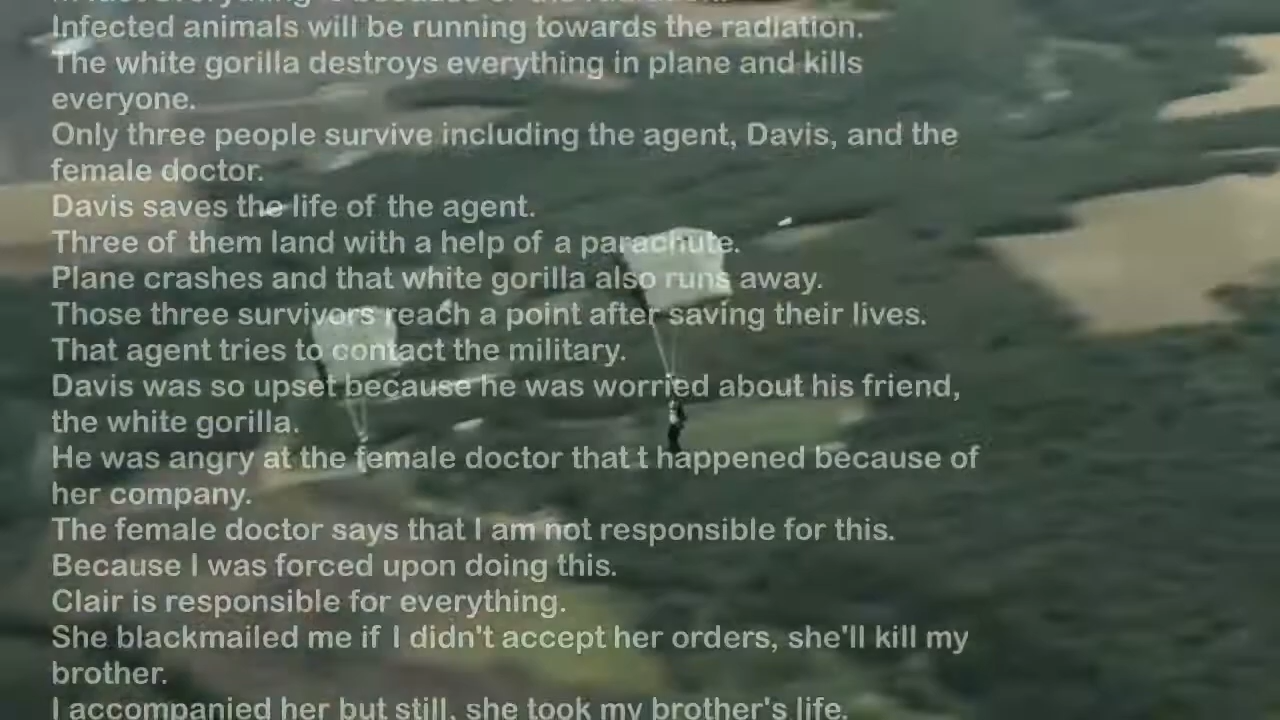 Infected animals will be running towards the radiation.
The white gorilla destroys everything in plane and kills
everyone.
Only three people survive including the agent, Davis, and the
female doctor.
Davis saves the life of the agent.
Three of them land with a help of a parachute.
Plane crashes and that white gorilla also runs away.
Those three survivors reach a point after saving their lives.
That agent tries to contact the military.
Davis was so upset because he was worried about his friend,
the white gorilla.
He was angry at the female doctor that t happened because of
her company.
The female doctor says that I am not responsible for this.
Because I was forced upon doing this.
Clair is responsible for everything.
She blackmailed me if I didn't accept her orders, she'll kill my
brother.
I accompanied her but still, she took my brother's life.